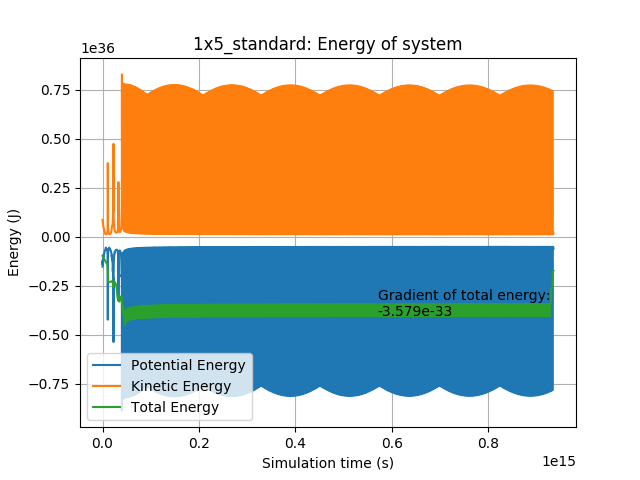 1x5_standard: Energy of system
1e36
0.75
0.50
0.25
0.00
−0.25
−0.50
−0.75
Energy (J)
Gradient of total energy:
-3.579e-33
Potential Energy
Kinetic Energy
Total Energy
0.0
0.2
0.4
0.6
0.8
1e15
Simulation time (s)